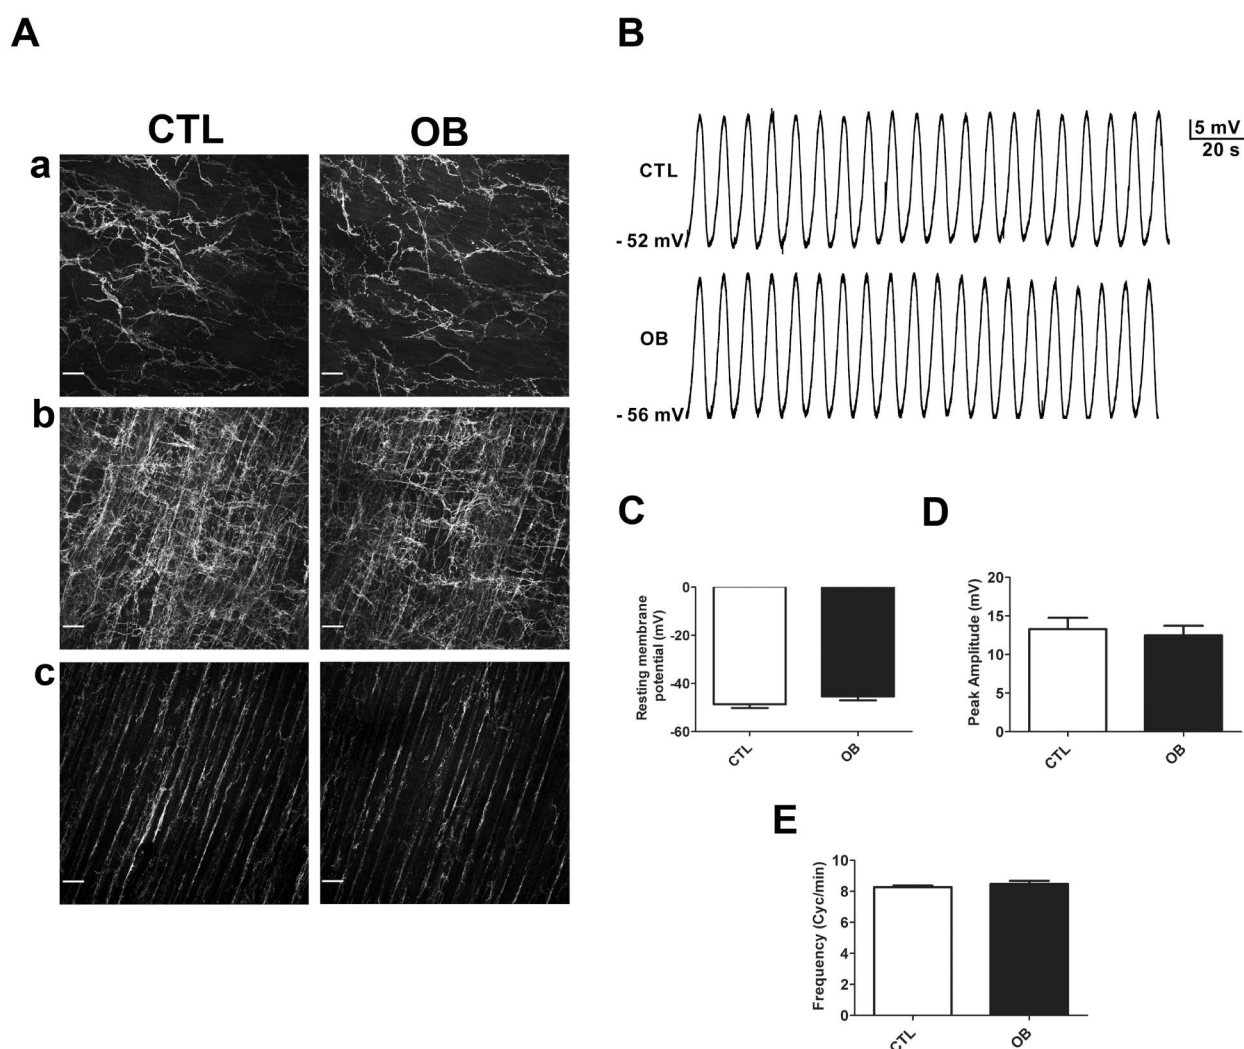 A
B
CTL
OB
a
b
c
CTL
- 52 mV
5 mV
20 s
OB
- 56 mV
C
D
Resting membrane
potential (mV)
0
-20
-40
-60
CTL
OB
Peak Amplitude (mV)
20
15
10
5
0
CTL
OB
E
Frequency (Cyc/min)
10
8
6
4
2
0
CTL
OB